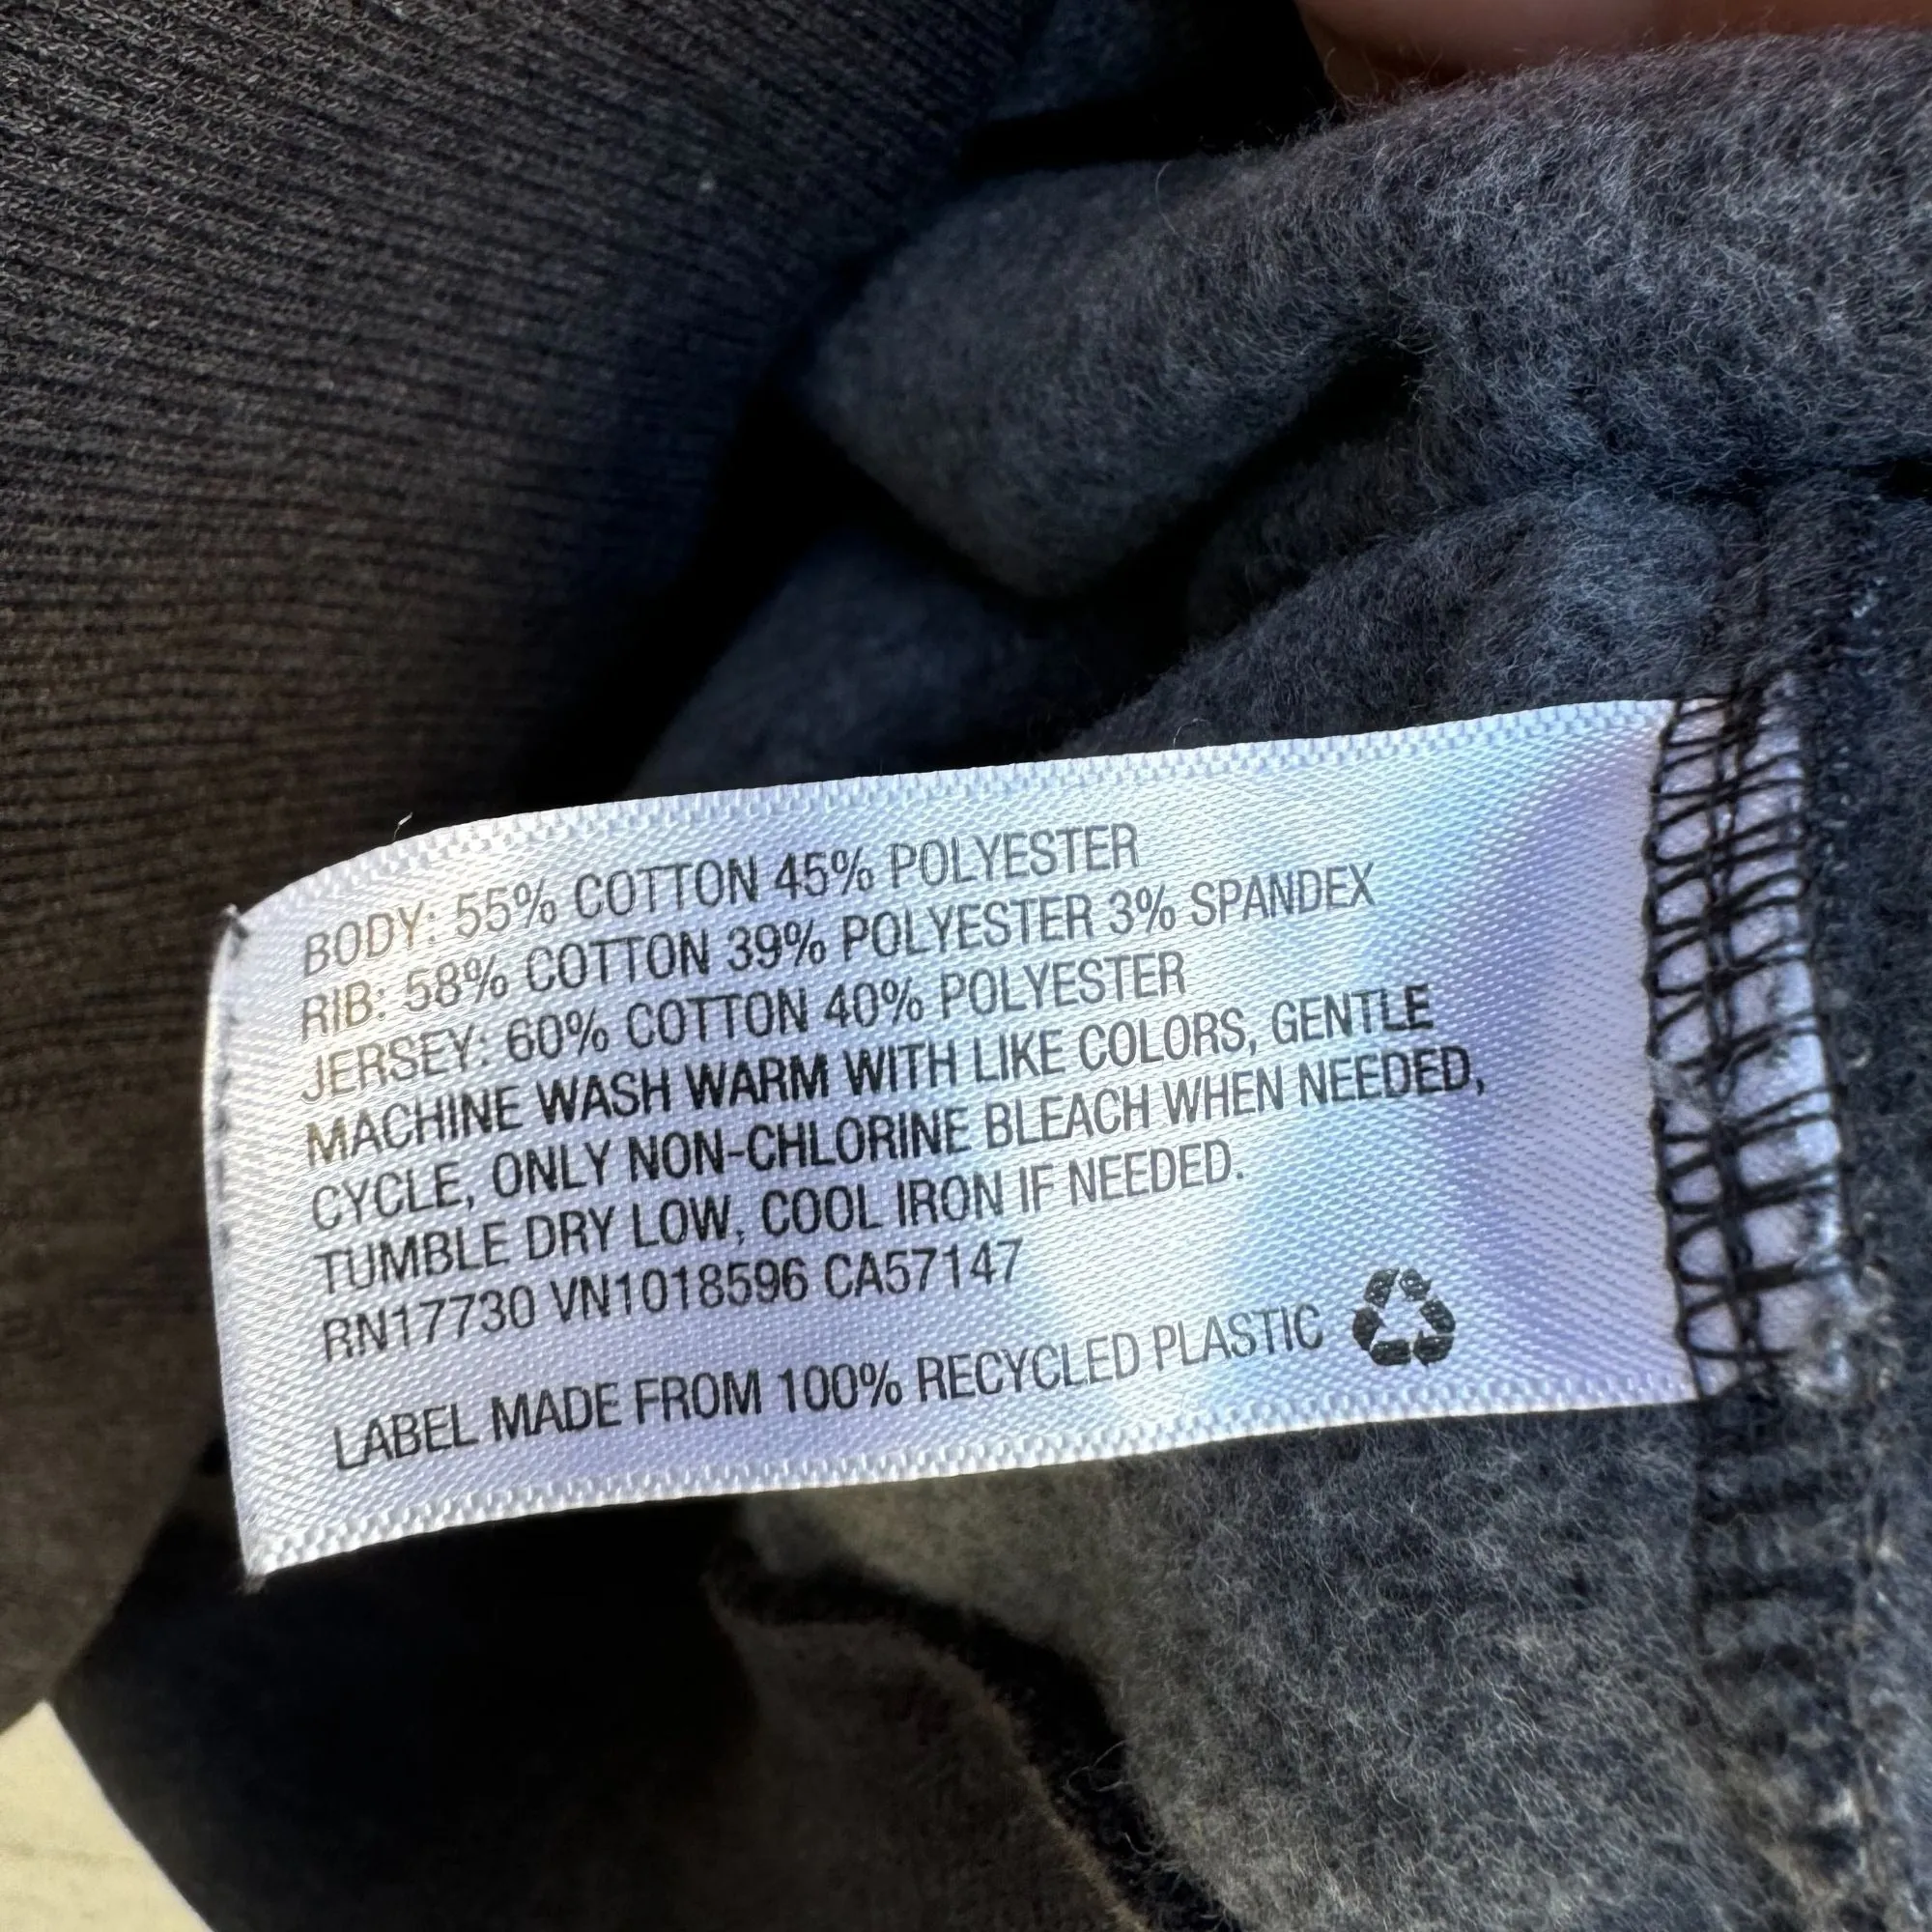 BODY: 55% COTTON 45% POLYESTER
RIB: 58% COTTON 39% POLYESTER 3% SPANDEX
JERSEY: 60% COTTON 40% POLYESTER
MACHINE WASH WARM WITH LIKE COLORS, GENTLE
CYCLE, ONLY NON-CHLORINE BLEACH WHEN NEEDED,
TUMBLE DRY LOW, COOL IRON IF NEEDED.
RN17730 VN1018596 CA57147
LABEL MADE FROM 100% RECYCLED PLASTIC